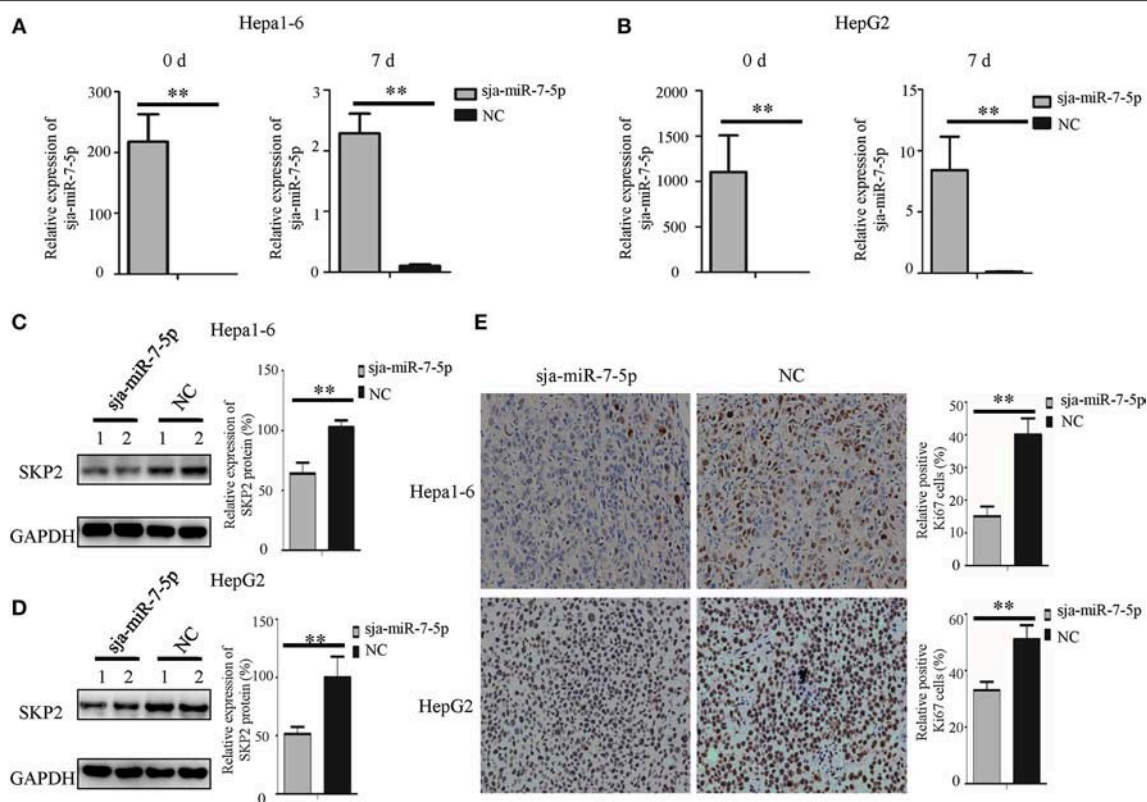 A
Hepa1-6
0 d
**
Relative expression of
sja-miR-7-5p
300
200
100
0
7 d
**
Relative expression of
sja-miR-7-5p
3
2
1
0
sja-miR-7-5p
NC
B
HepG2
0 d
**
Relative expression of
sja-miR-7-5p
2000
1500
1000
500
0
7 d
**
Relative expression of
sja-miR-7-5p
15
10
5
0
sja-miR-7-5p
NC
C
Hepa1-6
sja-miR-7-5p
NC
1 2 1 2
SKP2
GAPDH
Relative expression of
SKP2 protein (%)
150
100
50
0
**
sja-miR-7-5p
NC
D
HepG2
sja-miR-7-5p
NC
1 2 1 2
SKP2
GAPDH
Relative expression of
SKP2 protein (%)
150
100
50
0
**
sja-miR-7-5p
NC
E
sja-miR-7-5p
NC
Hepa1-6
HepG2
Relative positive
Ki67 cells (%)
50
40
30
20
10
0
**
sja-miR-7-5p
NC
Relative positive
Ki67 cells (%)
60
40
20
0
**
sja-miR-7-5p
NC